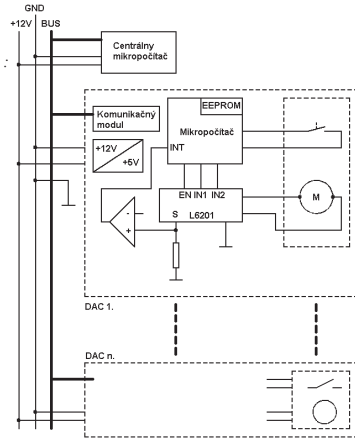 GND
+12V BUS
Centrálny
mikropočítač
Komunikačný
modul
EEPROM
Mikropočítač
INT
+12V
+5V
EN IN1 IN2
S L6201
M
-
+
DAC 1.
DAC n.